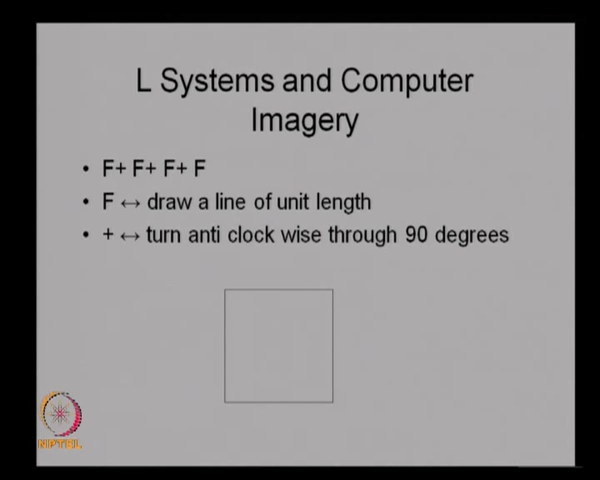 L Systems and Computer
Imagery
• F+ F+ F+ F
• F ↔ draw a line of unit length
• + ↔ turn anti clock wise through 90 degrees
NPTEL